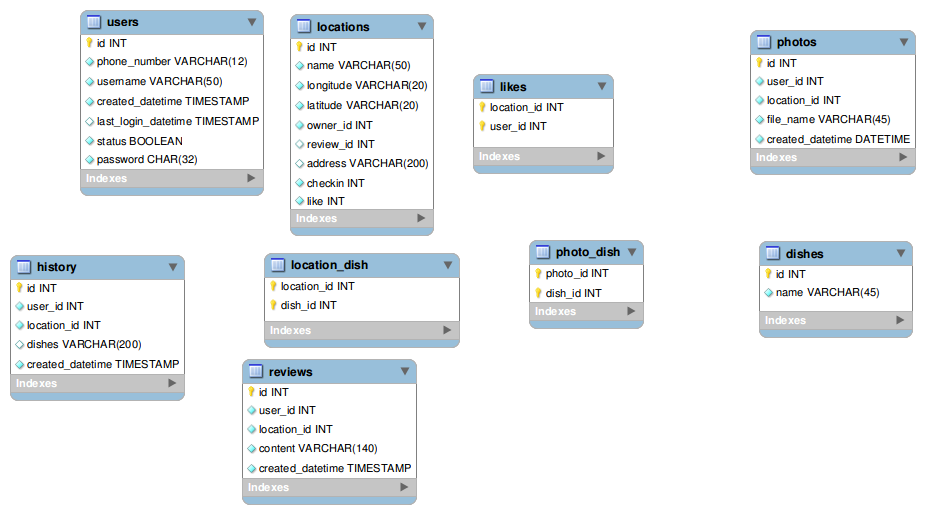 users
id INT
phone_number VARCHAR(12)
username VARCHAR(50)
created_datetime TIMESTAMP
last_login_datetime TIMESTAMP
status BOOLEAN
password CHAR(32)
Indexes
locations
id INT
name VARCHAR(50)
longitude VARCHAR(20)
latitude VARCHAR(20)
owner_id INT
review_id INT
address VARCHAR(200)
checkin INT
like INT
Indexes
likes
location_id INT
user_id INT
Indexes
photos
id INT
user_id INT
location_id INT
file_name VARCHAR(45)
created_datetime DATETIME
Indexes
history
id INT
user_id INT
location_id INT
dishes VARCHAR(200)
created_datetime TIMESTAMP
Indexes
location_dish
location_id INT
dish_id INT
Indexes
photo_dish
photo_id INT
dish_id INT
Indexes
dishes
id INT
name VARCHAR(45)
Indexes
reviews
id INT
user_id INT
location_id INT
content VARCHAR(140)
created_datetime TIMESTAMP
Indexes